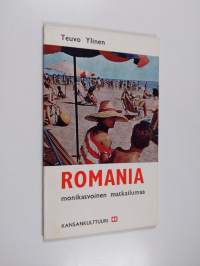 Teuvo Ylinen
ROMANIA
monikasvoinen matkailumaa
KANSANKULTTUURI